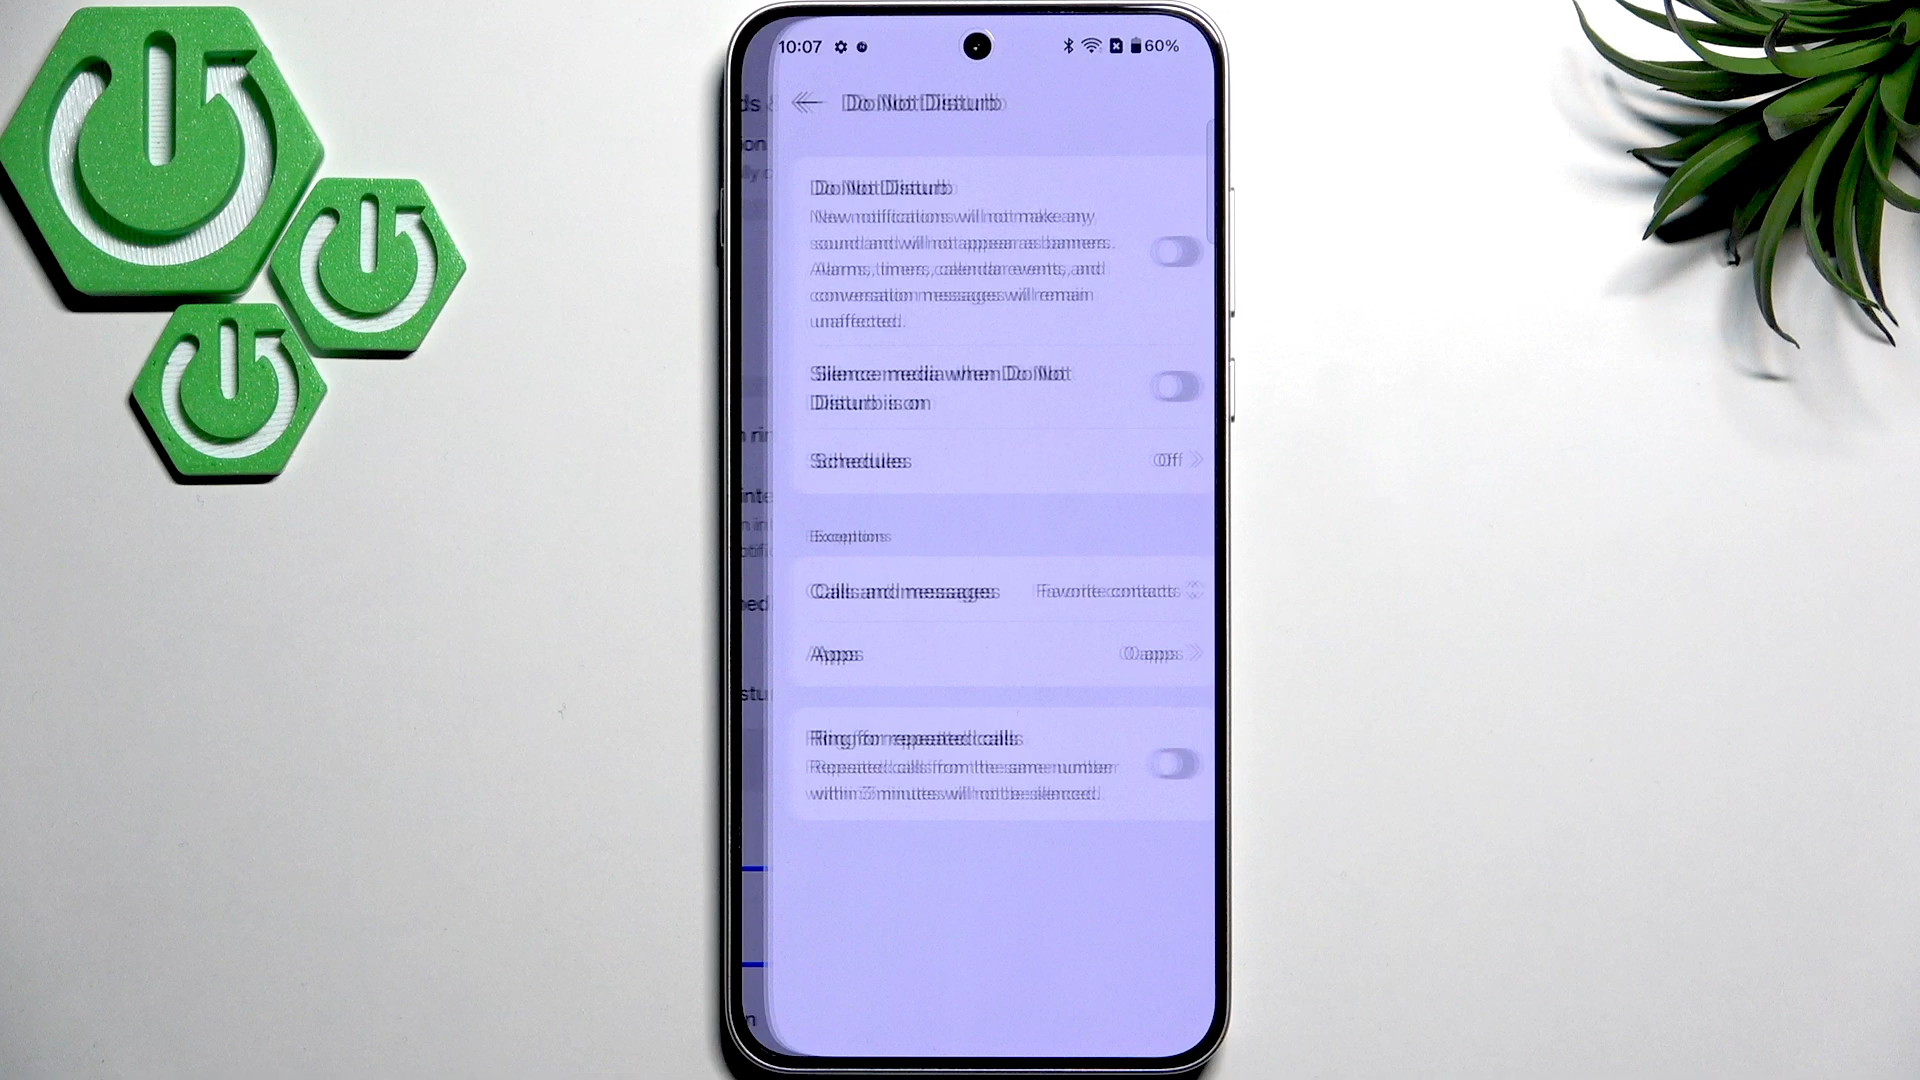 10:07
60%
Do Not Disturb
Do Not Disturb
New notifications will not make any
sound and will not appear as banners.
Alarms, timers, calendar events, and
conversation messages will remain
unaffected.
Silence media when Do Not
Disturb is on
Schedules Off
Exceptions
Calls and messages Favorite contacts
Apps 0 apps
Ring for repeated calls
Repeated calls from the same number
within 3 minutes will not be silenced.